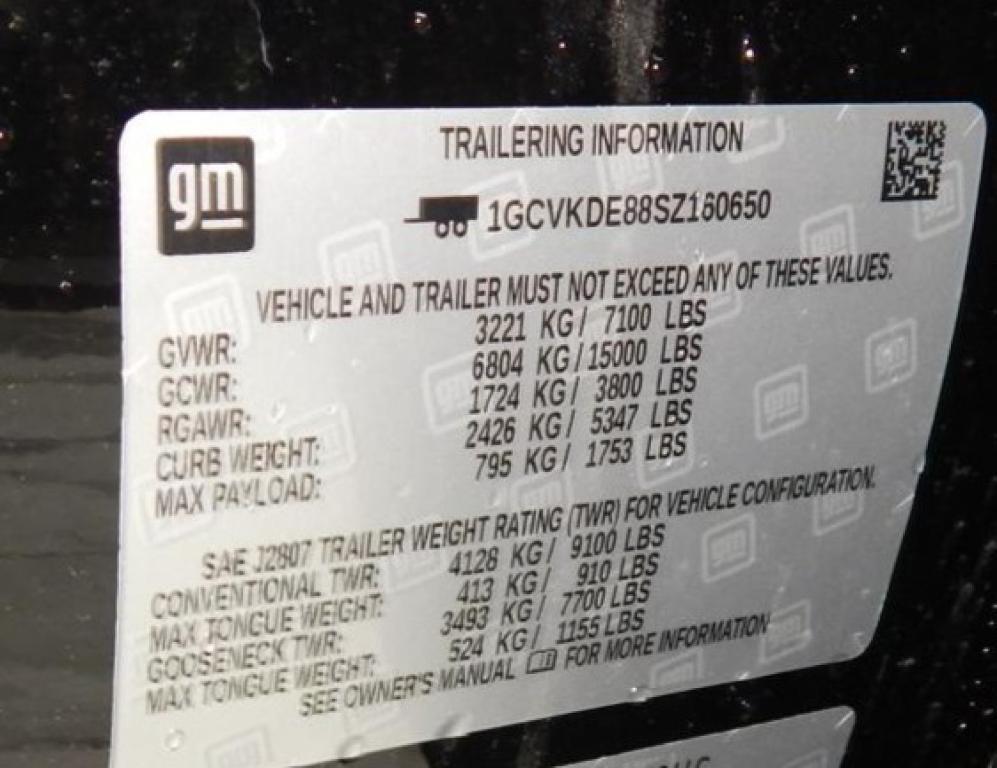 gm
TRAILERING INFORMATION
1GCVKDE88SZ160650
VEHICLE AND TRAILER MUST NOT EXCEED ANY OF THESE VALUES.
GVWR: 3221 KG/ 7100 LBS
GCWR: 6804 KG/15000 LBS
RGAWR: 1724 KG/ 3800 LBS
CURB WEIGHT: 2426 KG/ 5347 LBS
MAX PAYLOAD: 795 KG/ 1753 LBS
SAE J2807 TRAILER WEIGHT RATING (TWR) FOR VEHICLE CONFIGURATION.
CONVENTIONAL TWR: 4128 KG/ 9100 LBS
MAX TONGUE WEIGHT: 413 KG/ 910 LBS
GOOSENECK TWR: 3493 KG/ 7700 LBS
MAX TONGUE WEIGHT: 524 KG/ 1155 LBS
SEE OWNER'S MANUAL FOR MORE INFORMATION